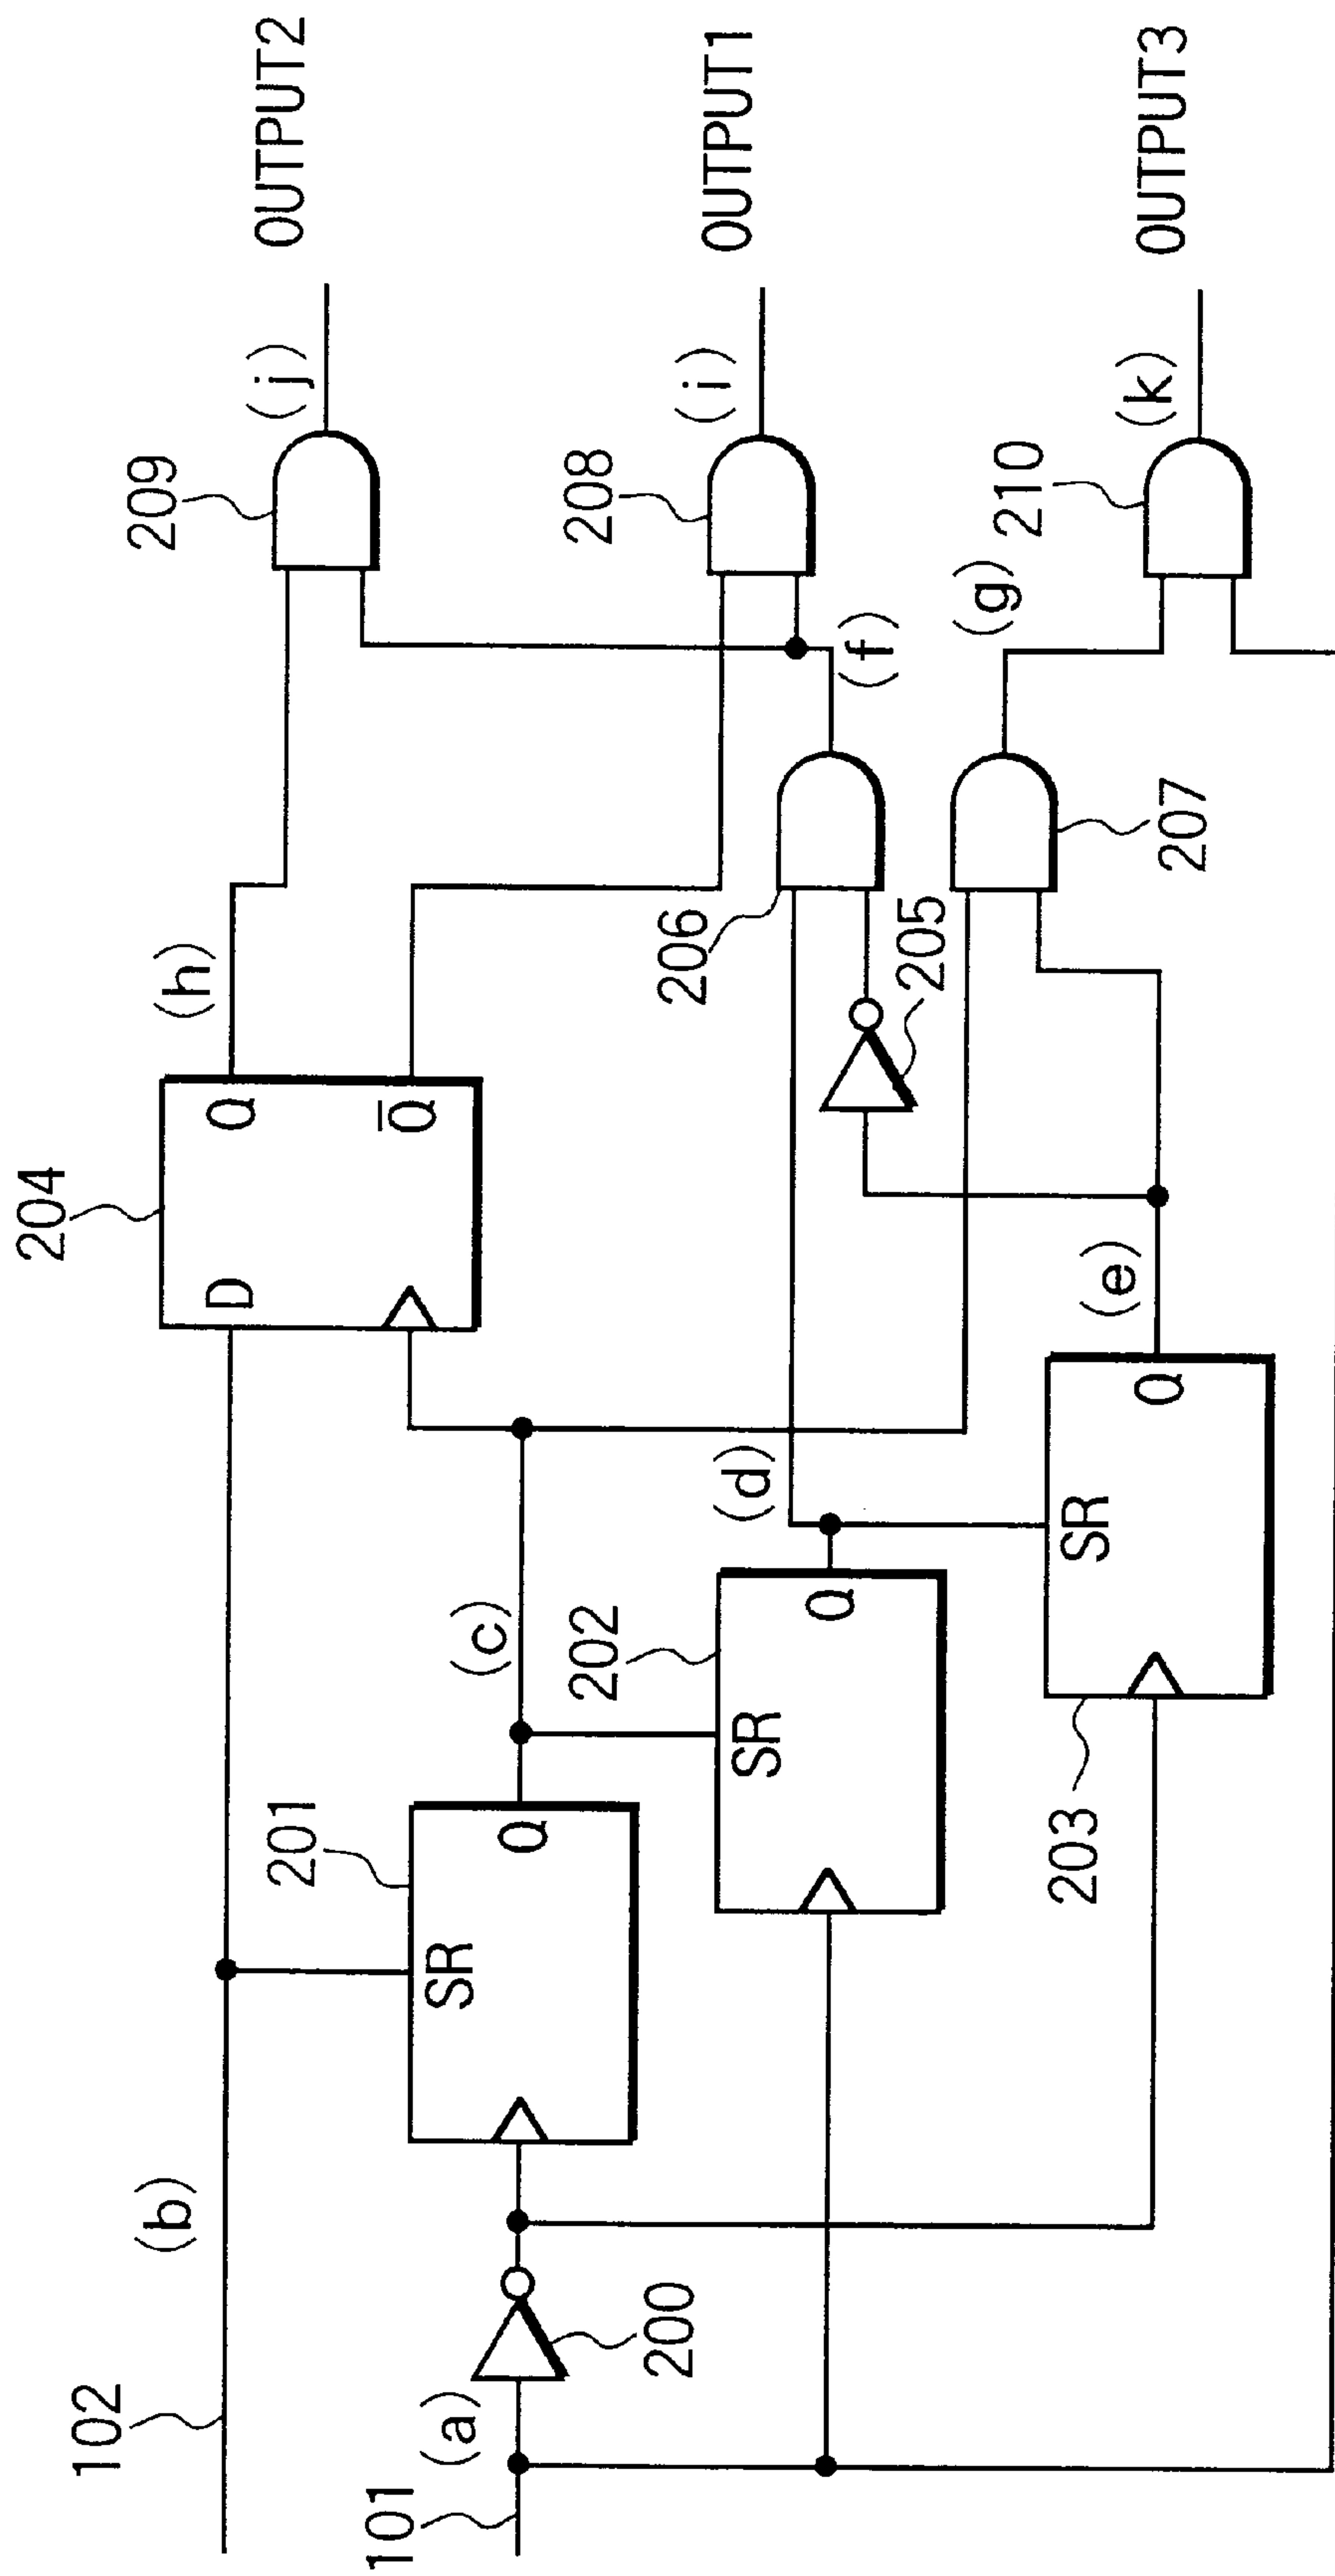 102
(b)
204
D
Q
Q̅
(h)
209
(j)
OUTPUT2
101
(a)
200
201
SR
Q
(c)
202
SR
Q
(d)
206
205
(f)
208
(i)
OUTPUT1
203
SR
Q
(e)
207
(g)
210
(k)
OUTPUT3